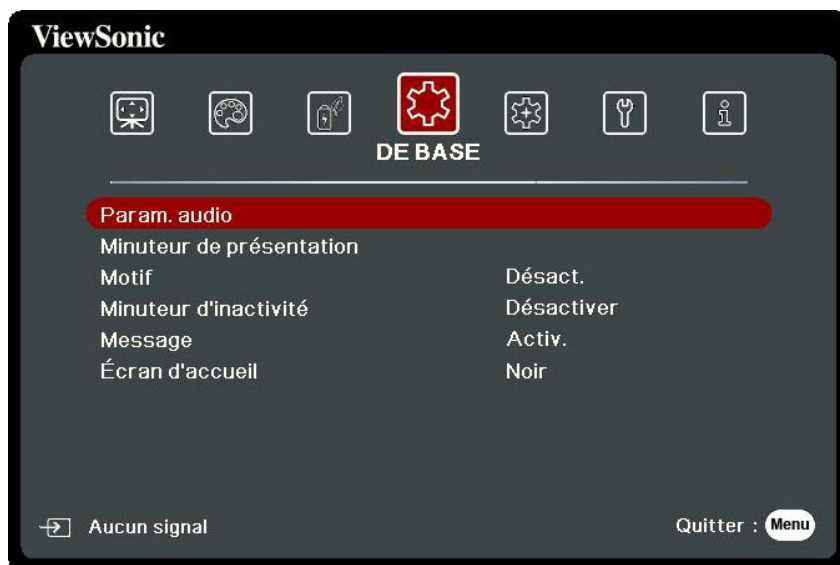 ViewSonic
DE BASE
Param. audio
Minuteur de présentation
Motif Désact.
Minuteur d'inactivité Désactiver
Message Activ.
Écran d'accueil Noir
Aucun signal Quitter : Menu